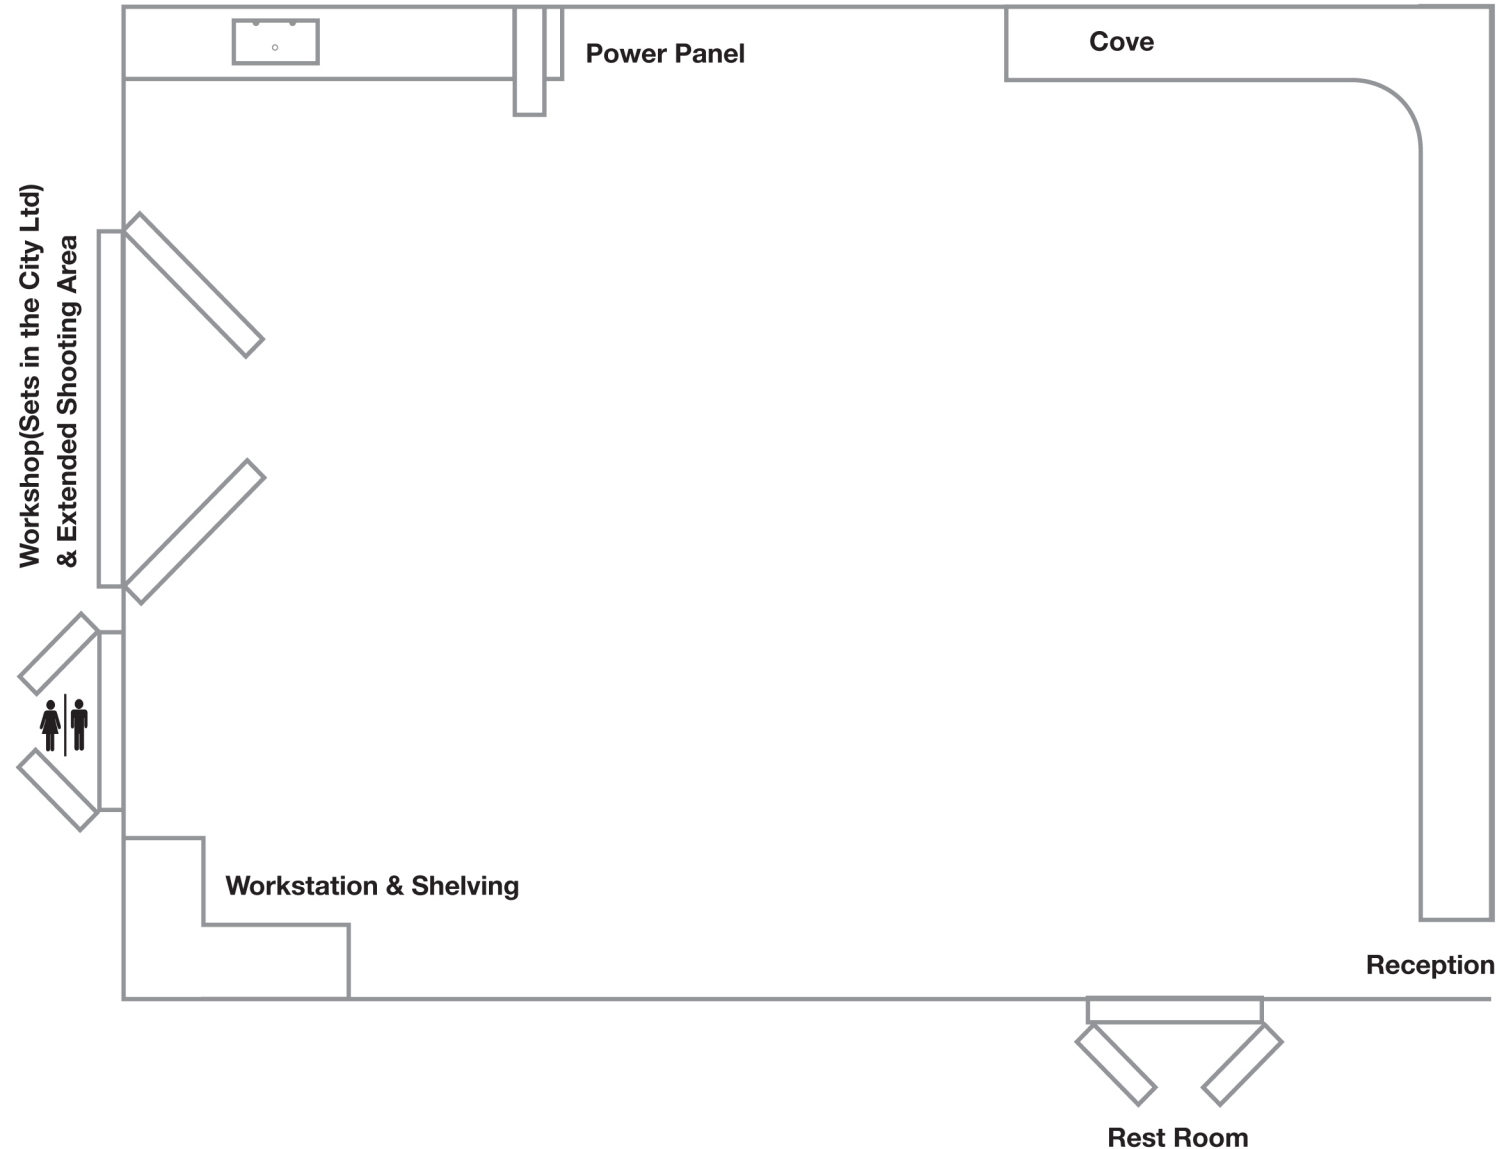 Power Panel
Cove
Workshop(Sets in the City Ltd)
& Extended Shooting Area
Workstation & Shelving
Reception
Rest Room